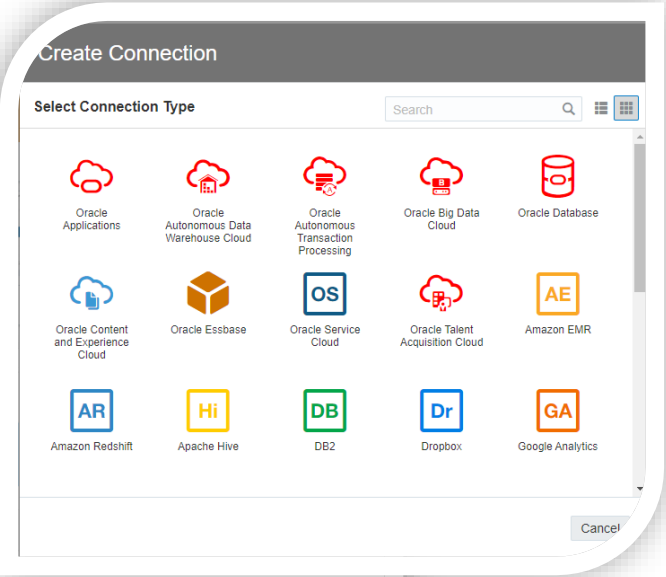 Create Connection
Select Connection Type
Search
Oracle
Applications
Oracle
Autonomous Data
Warehouse Cloud
Oracle
Autonomous
Transaction
Processing
A
B
Oracle Big Data
Cloud
Oracle Database
Oracle Content
and Experience
Cloud
Oracle Essbase
OS
Oracle Service
Cloud
Oracle Talent
Acquisition Cloud
AE
Amazon EMR
AR
Amazon Redshift
Hi
Apache Hive
DB
DB2
Dr
Dropbox
GA
Google Analytics
Cancel